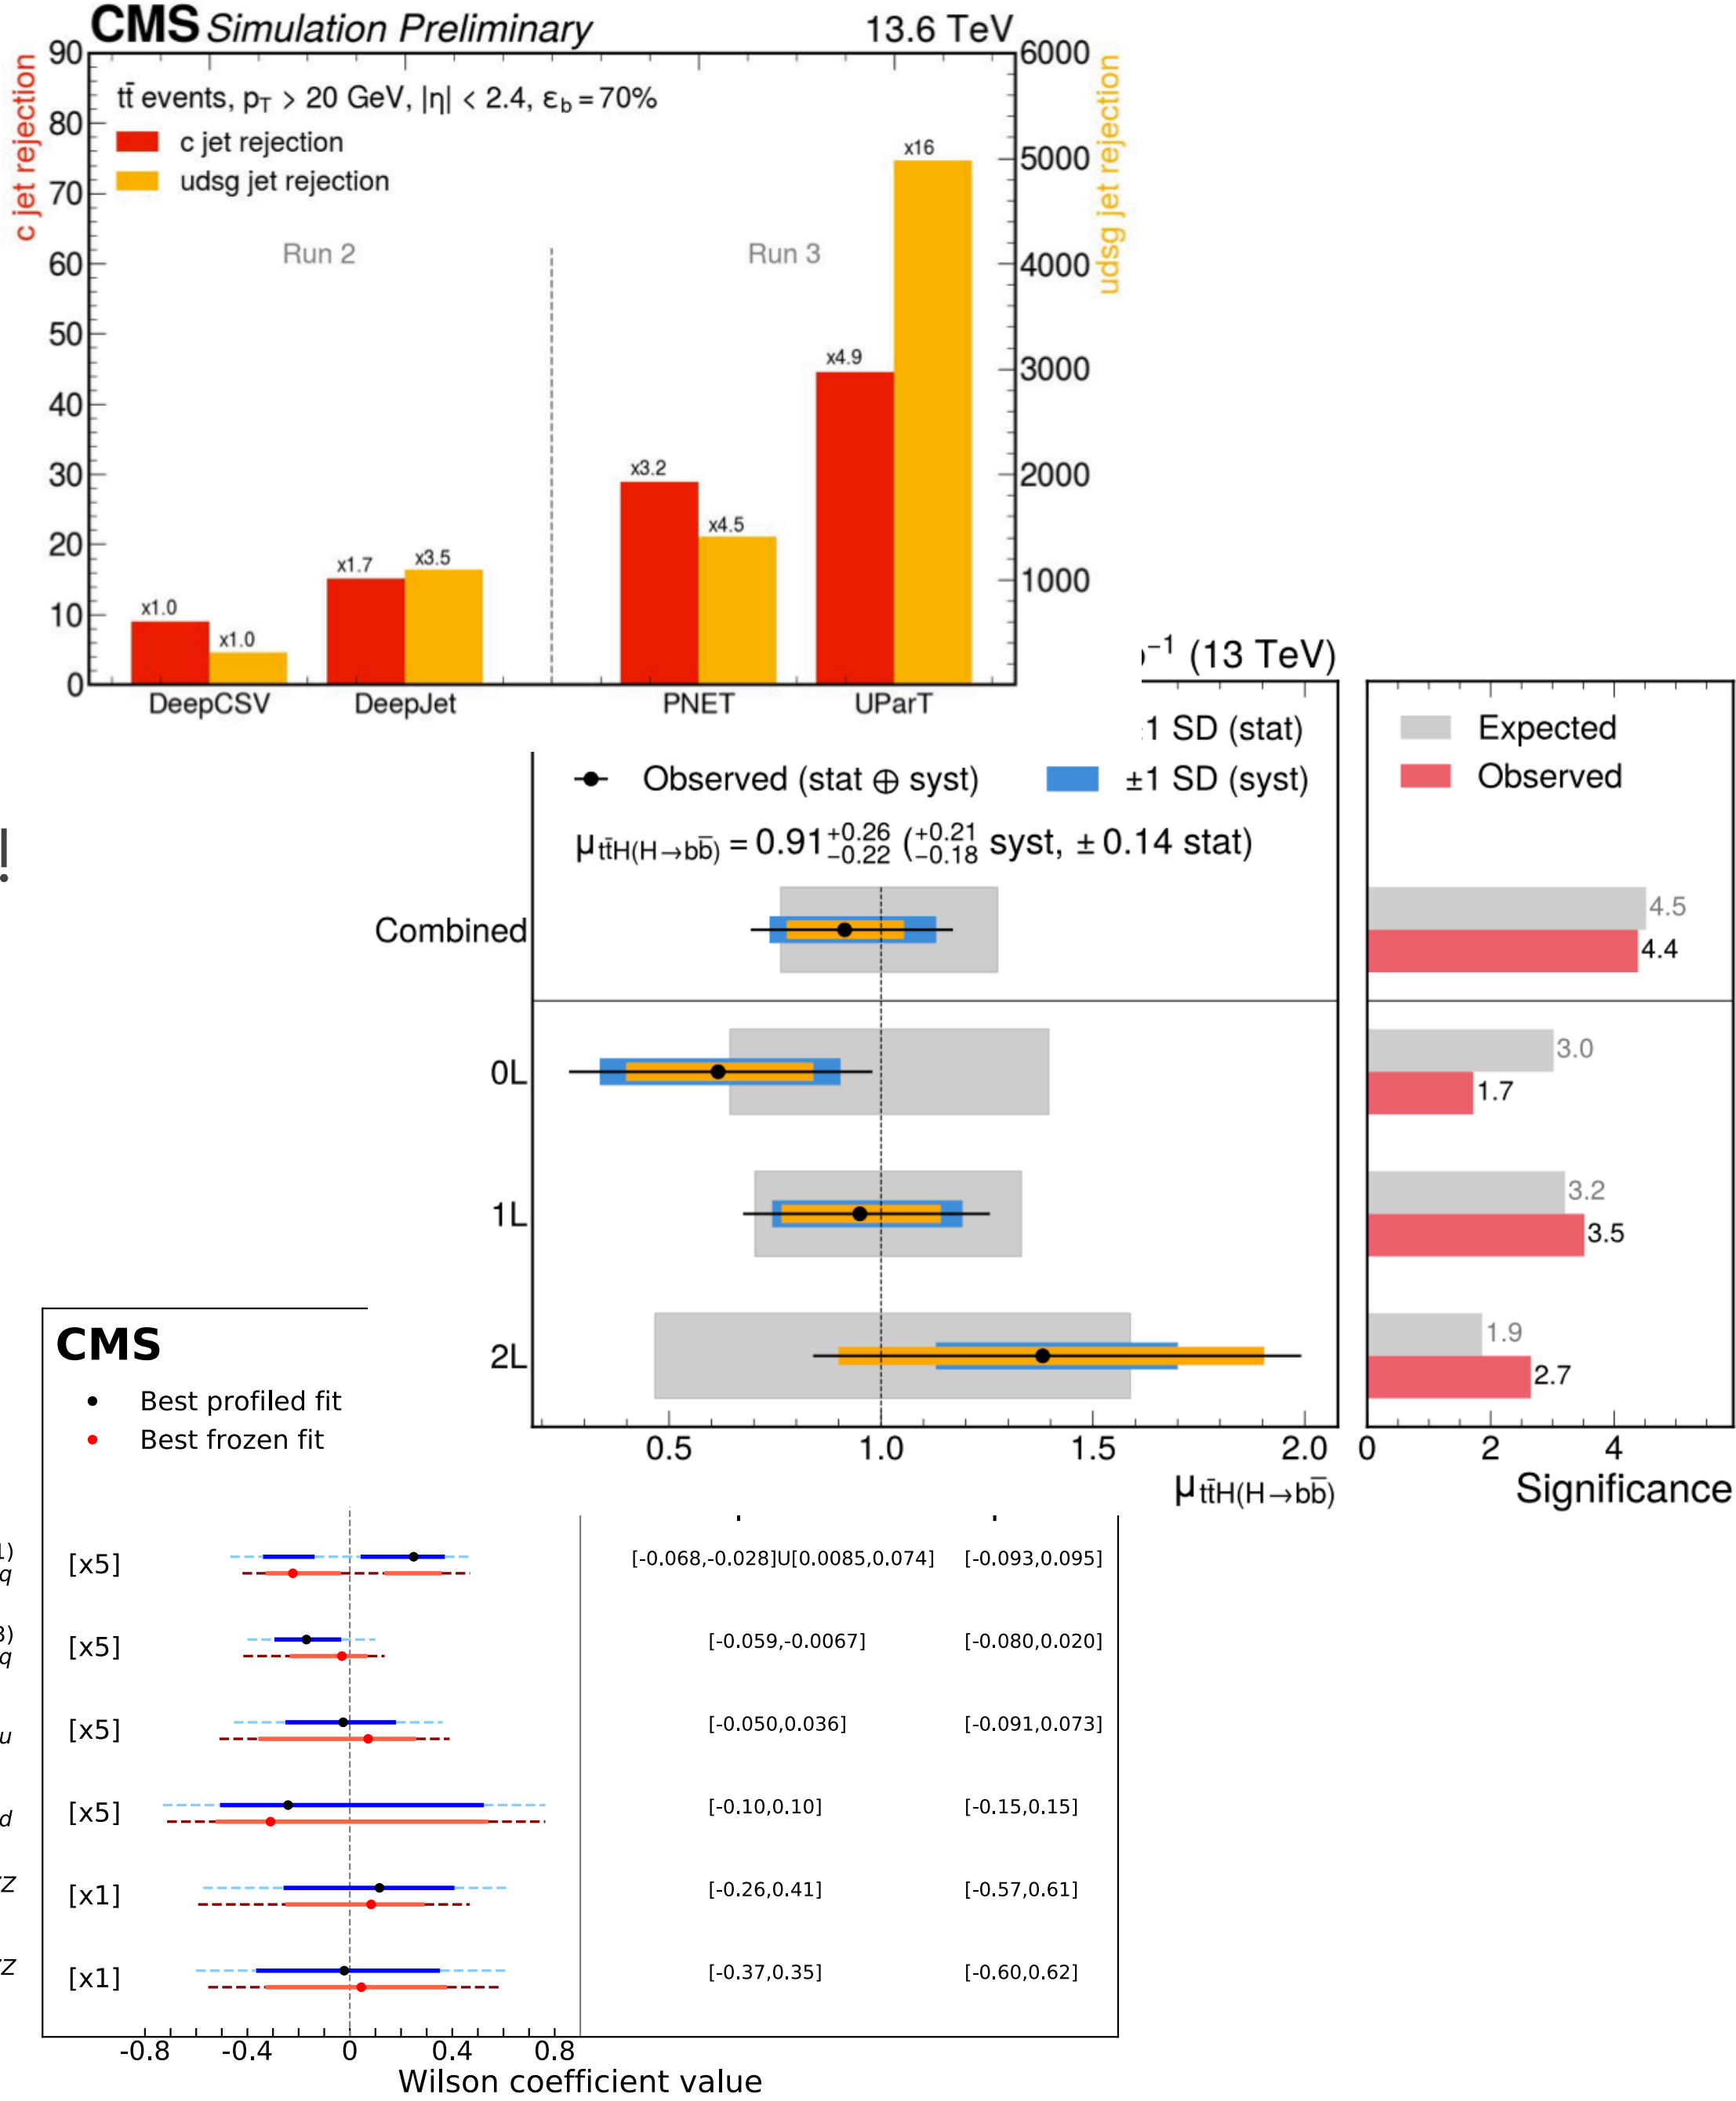 CMS Simulation Preliminary 13.6 TeV
90 6000
tt̄ events, pT > 20 GeV, |η| < 2.4, εb = 70%
c jet rejection
udsg jet rejection
c jet rejection
udsg jet rejection
80
70
60
50
40
30
20
10
0
5000
4000
3000
2000
1000
Run 2 Run 3
x1.0 x1.0 x1.7 x3.5 x3.2 x4.5 x4.9 x16
DeepCSV DeepJet PNET UParT
⁻¹ (13 TeV)
1 SD (stat)
Observed (stat ⊕ syst) ±1 SD (syst)
μtt̄H(H→bb̄) = 0.91 +0.26 −0.22 (+0.21 −0.18 syst, ± 0.14 stat)
Expected
Observed
!
Combined 4.5
4.4
0L 3.0
1.7
1L 3.2
3.5
2L 1.9
2.7
0.5 1.0 1.5 2.0 0 2 4
μtt̄H(H→bb̄) Significance
CMS
Best profiled fit
Best frozen fit
1)
q [x5] [-0.068,-0.028]U[0.0085,0.074] [-0.093,0.095]
3)
q [x5] [-0.059,-0.0067] [-0.080,0.020]
u [x5] [-0.050,0.036] [-0.091,0.073]
d [x5] [-0.10,0.10] [-0.15,0.15]
Z [x1] [-0.26,0.41] [-0.57,0.61]
Z [x1] [-0.37,0.35] [-0.60,0.62]
-0.8 -0.4 0 0.4 0.8
Wilson coefficient value